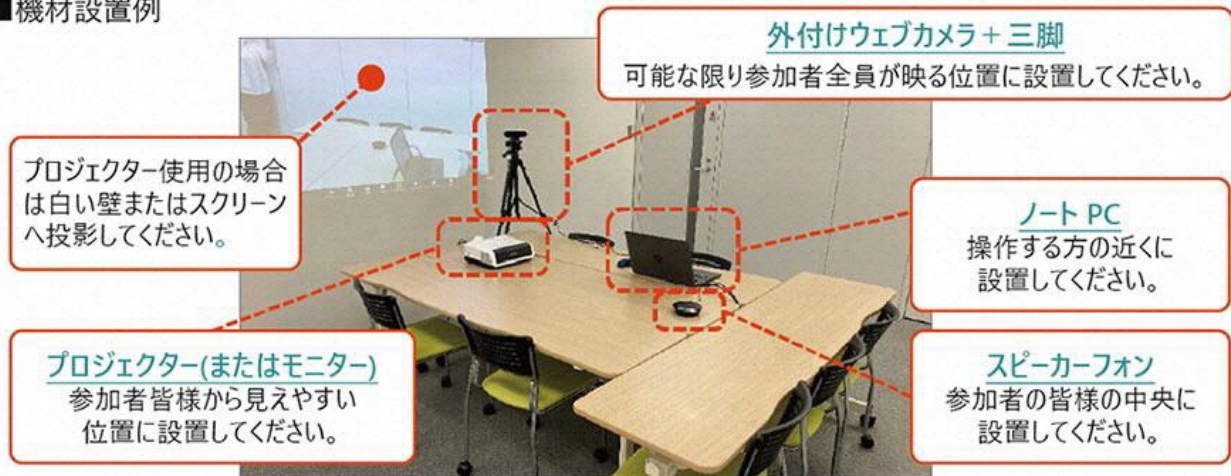 ■機材設置例
外付けウェブカメラ＋三脚
可能な限り参加者全員が映る位置に設置してください。
プロジェクター使用の場合
は白い壁またはスクリーン
へ投影してください。
ノート PC
操作する方の近くに
設置してください。
プロジェクター(またはモニター)
参加者皆様から見えやすい
位置に設置してください。
スピーカーフォン
参加者の皆様の中央に
設置してください。